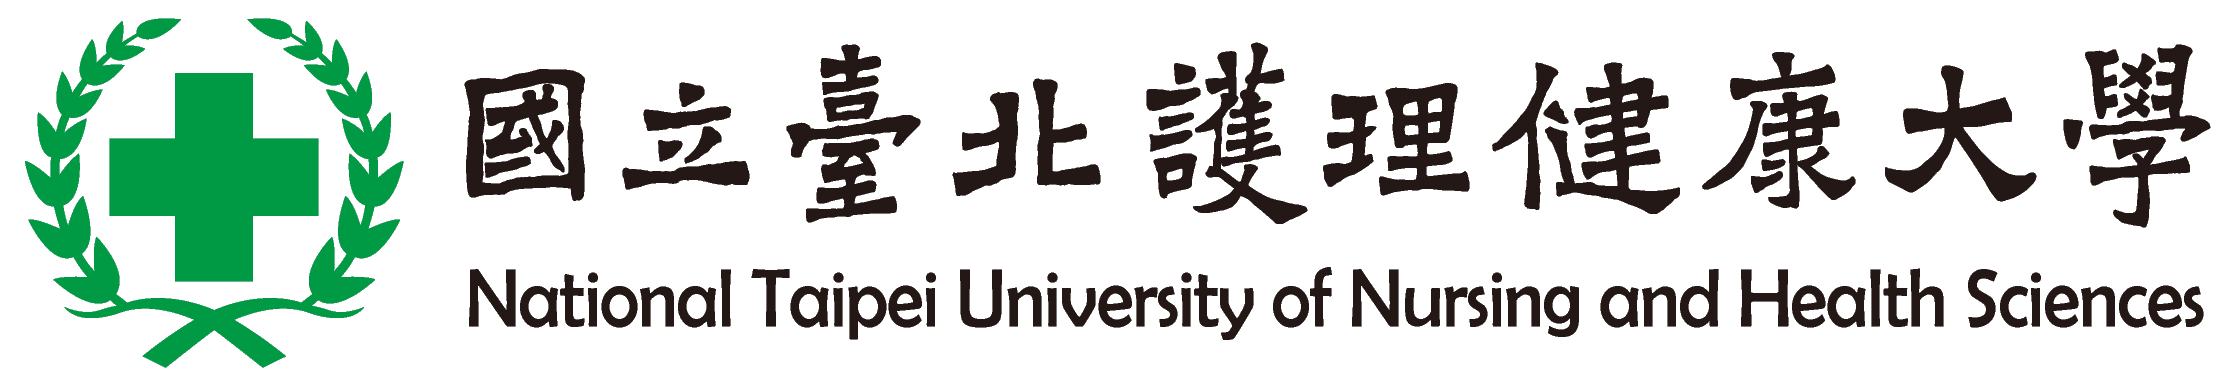 國立臺北護理健康大學
National Taipei University of Nursing and Health Sciences